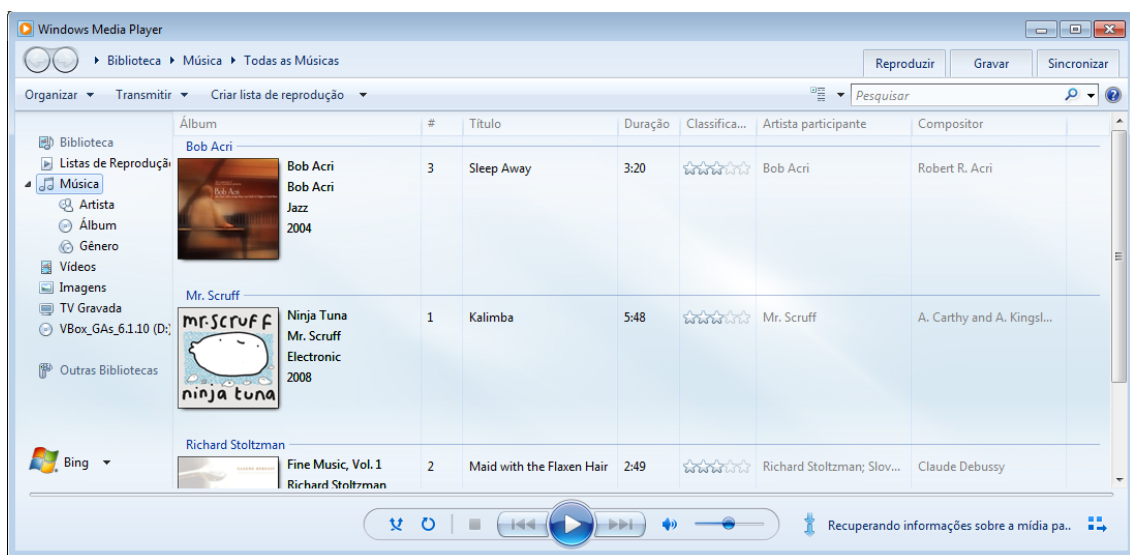 Windows Media Player
Biblioteca Música Todas as Músicas
Reproduzir Gravar Sincronizar
Organizar Transmitir Criar lista de reprodução Pesquisar
Álbum # Título Duração Classifica... Artista participante Compositor
Biblioteca
Listas de Reproduçã
Música
Artista
Álbum
Gênero
Vídeos
Imagens
TV Gravada
VBox_GAs_6.1.10 (D:)
Outras Bibliotecas
Bing
Bob Acri
Bob Acri 3 Sleep Away 3:20 Bob Acri Robert R. Acri
Bob Acri
Jazz
2004
Bob Acri
Mr. Scruff
Ninja Tuna 1 Kalimba 5:48 Mr. Scruff A. Carthy and A. Kingsl...
Mr. Scruff
Electronic
2008
mr.scruff
ninja tuna
Richard Stoltzman
Fine Music, Vol. 1 2 Maid with the Flaxen Hair 2:49 Richard Stoltzman; Slov... Claude Debussy
Richard Stoltzman
Recuperando informações sobre a mídia pa..